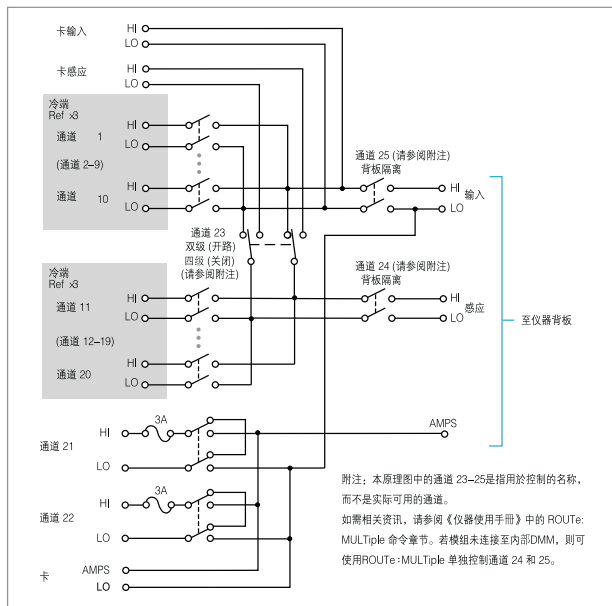 卡输入 HI
LO
卡感应 HI
LO
冷端
Ref x3
通道 1 HI
LO
(通道 2-9)
通道 10 HI
LO
通道 25 (请参阅附注)
背板隔离
HI
输入
LO
通道 23
双级 (开路)
四级 (关闭)
(请参阅附注)
冷端
Ref x3
通道 11 HI
LO
(通道 12-19)
通道 20 HI
LO
通道 24 (请参阅附注)
背板隔离
HI
感应
LO
至仪器背板
通道 21 HI 3A
LO
AMPS
通道 22 HI 3A
LO
卡 AMPS
LO
附注：本原理图中的通道 23-25是指用於控制的名称，
而不是实际可用的通道。
如需相关资讯，请参阅《仪器使用手冊》中的 ROUTe:
MULTiple 命令章节。若模组未连接至内部DMM，则可
使用ROUTe:MULTiple 单独控制通道 24 和 25。